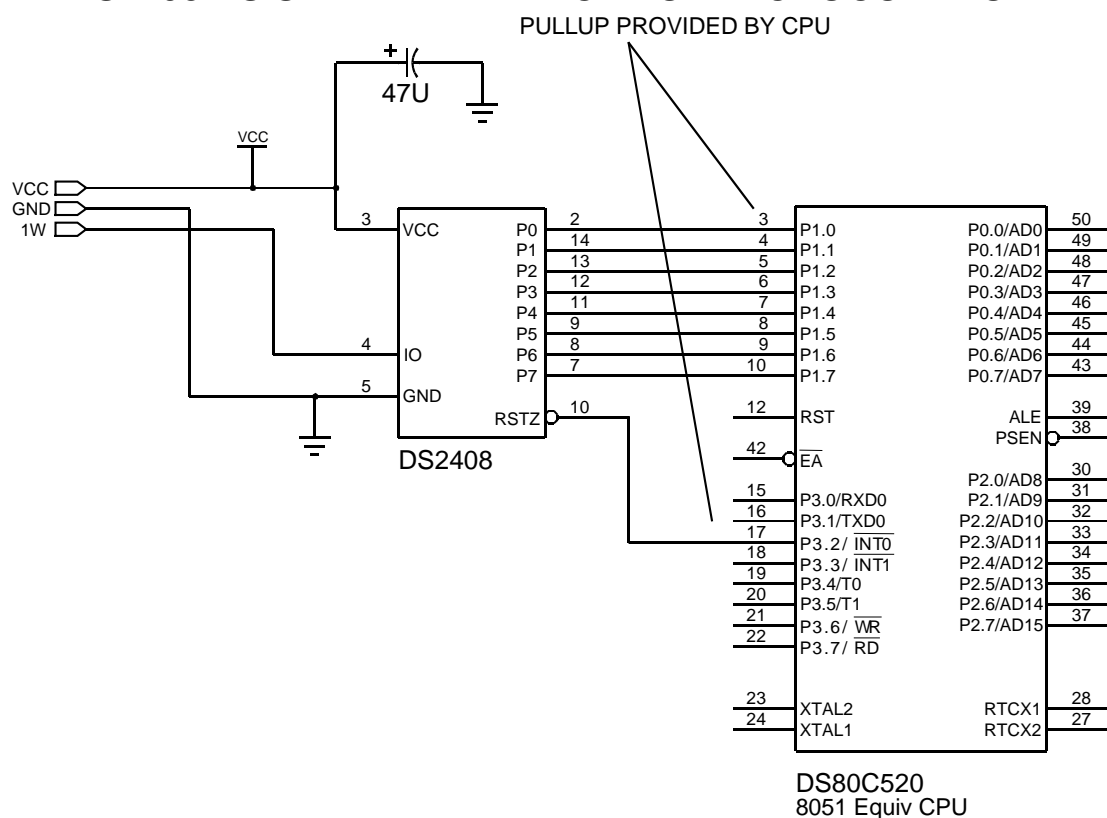 PULLUP PROVIDED BY CPU
+
47U
VCC
VCC
GND
1W
3
VCC
4
IO
5
GND
P0
2
P1
14
P2
13
P3
12
P4
11
P5
9
P6
8
P7
7
RSTZ
10
DS2408
3
P1.0
4
P1.1
5
P1.2
6
P1.3
7
P1.4
8
P1.5
9
P1.6
10
P1.7
12
RST
42
EA
15
P3.0/RXD0
16
P3.1/TXD0
17
P3.2/ INT0
18
P3.3/ INT1
19
P3.4/T0
20
P3.5/T1
21
P3.6/ WR
22
P3.7/ RD
23
XTAL2
24
XTAL1
P0.0/AD0
50
P0.1/AD1
49
P0.2/AD2
48
P0.3/AD3
47
P0.4/AD4
46
P0.5/AD5
45
P0.6/AD6
44
P0.7/AD7
43
ALE
39
PSEN
38
P2.0/AD8
30
P2.1/AD9
31
P2.2/AD10
32
P2.3/AD11
33
P2.4/AD12
34
P2.5/AD13
35
P2.6/AD14
36
P2.7/AD15
37
RTCX1
28
RTCX2
27
DS80C520
8051 Equiv CPU